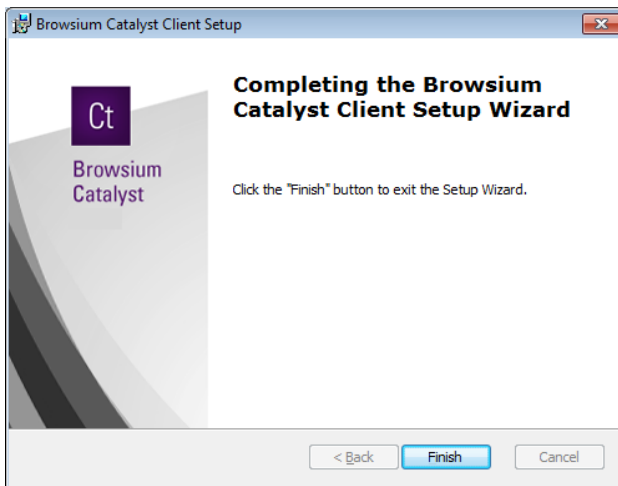 Browsium Catalyst Client Setup
Completing the Browsium
Catalyst Client Setup Wizard
Ct
Browsium
Catalyst
Click the "Finish" button to exit the Setup Wizard.
< Back
Finish
Cancel